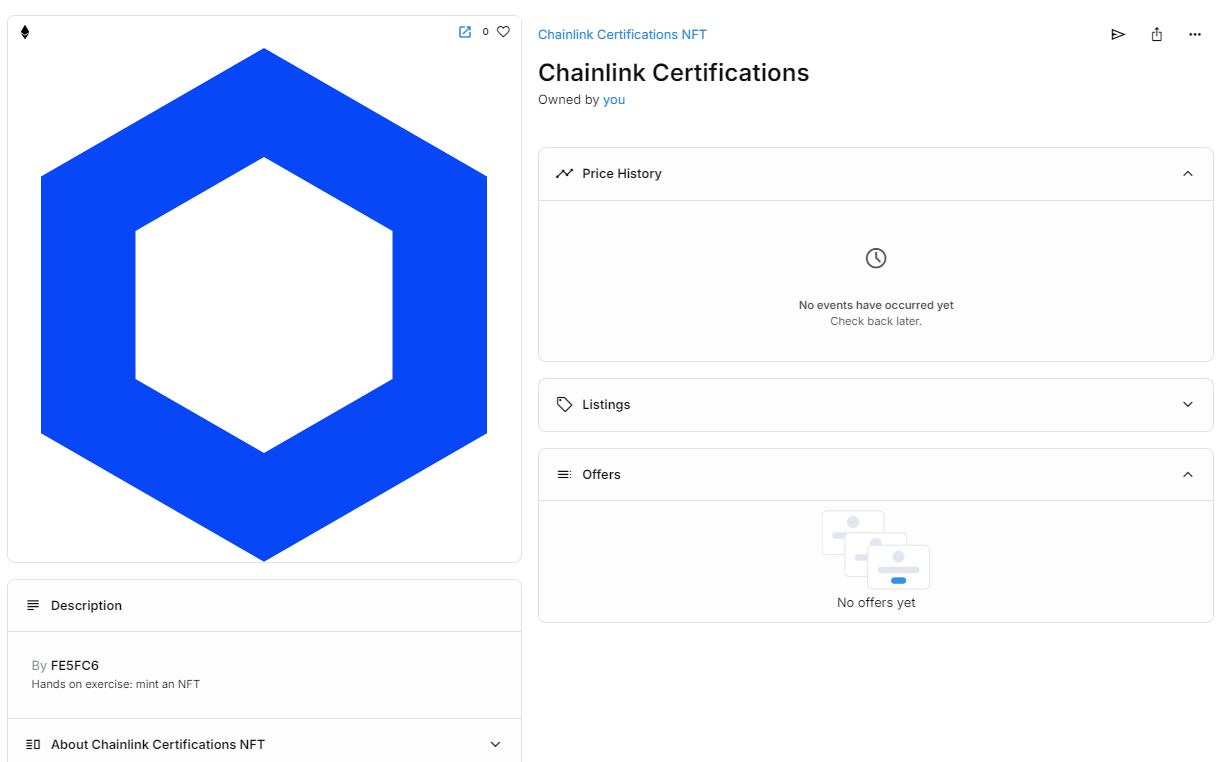 0
Chainlink Certifications NFT
Chainlink Certifications
Owned by you
Price History
No events have occurred yet
Check back later.
Listings
Offers
No offers yet
Description
By FE5FC6
Hands on exercise: mint an NFT
About Chainlink Certifications NFT